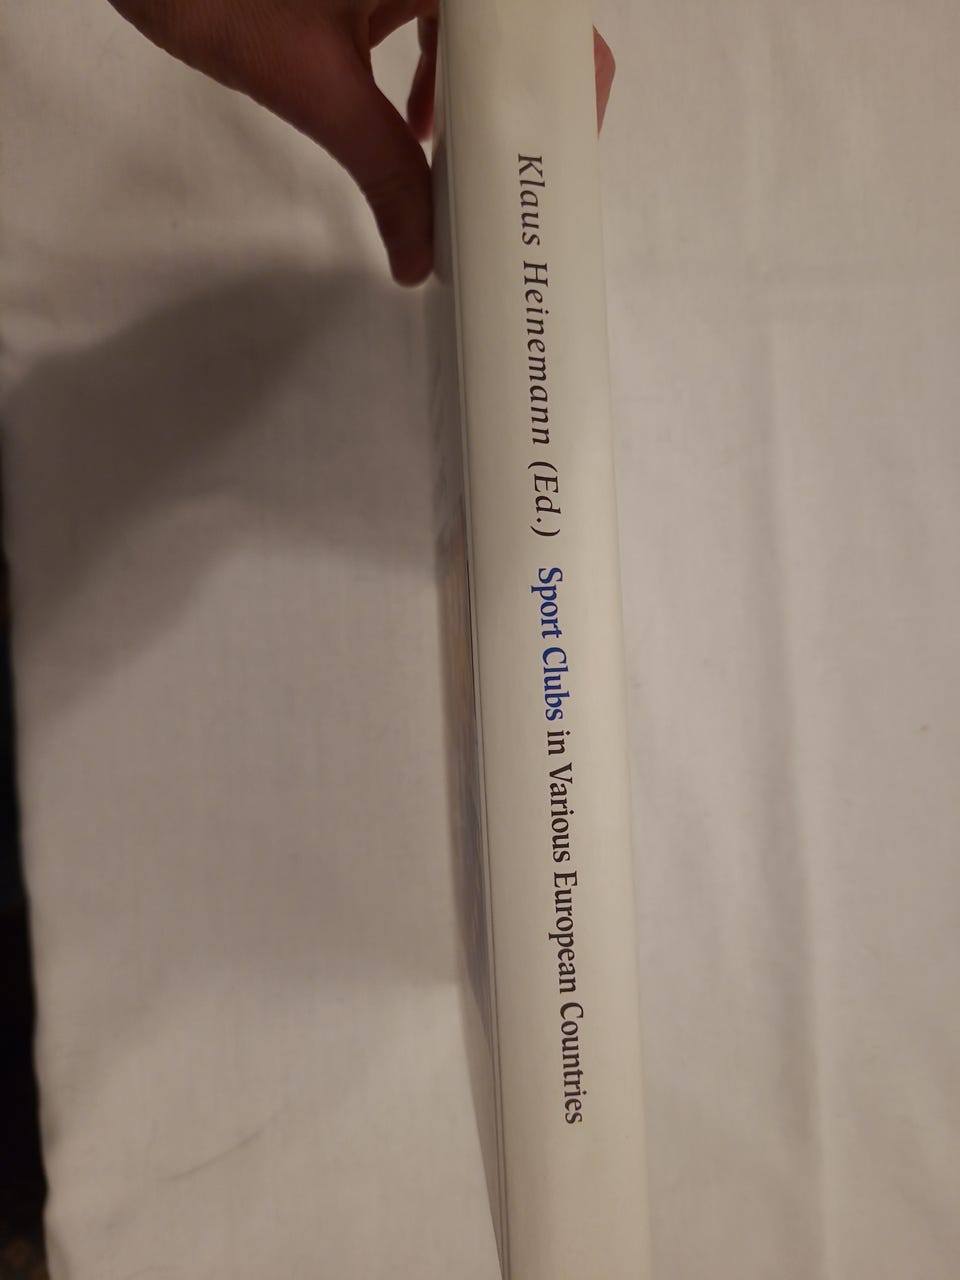 Klaus Heinemann (Ed.) Sport Clubs in Various European Countries